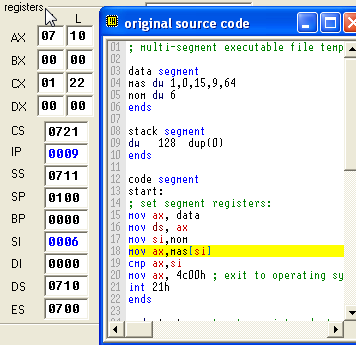 registers
H L
AX 07 10
BX 00 00
CX 01 22
DX 00 00
CS 0721
IP 0009
SS 0711
SP 0100
BP 0000
SI 0006
DI 0000
DS 0710
ES 0700
original source code
01 ; multi-segment executable file temp
02
03 data segment
04 mas dw 1,0,15,9,64
05 nom dw 6
06 ends
07
08 stack segment
09 dw 128 dup(0)
10 ends
11
12 code segment
13 start:
14 ; set segment registers:
15 mov ax, data
16 mov ds, ax
17 mov si,nom
18 mov ax,mas[si]
19 cmp ax,si
20 mov ax, 4c00h ; exit to operating sy
21 int 21h
22 ends
23